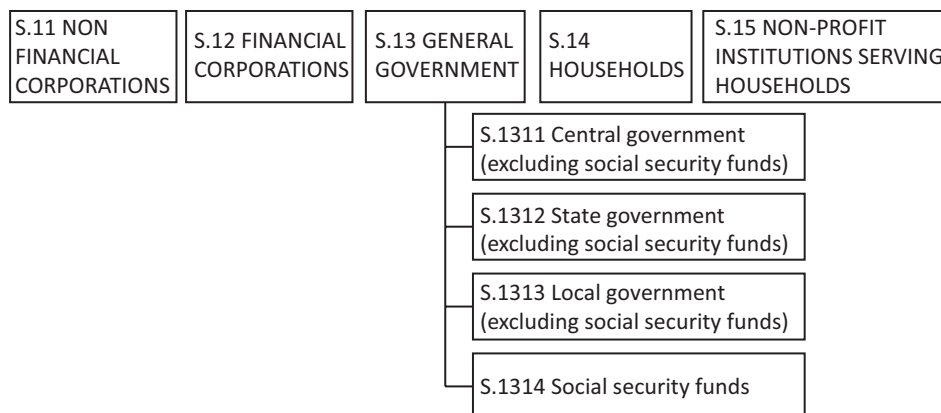 S.11 NON
FINANCIAL
CORPORATIONS
S.12 FINANCIAL
CORPORATIONS
S.13 GENERAL
GOVERNMENT
S.14
HOUSEHOLDS
S.15 NON-PROFIT
INSTITUTIONS SERVING
HOUSEHOLDS
S.1311 Central government
(excluding social security funds)
S.1312 State government
(excluding social security funds)
S.1313 Local government
(excluding social security funds)
S.1314 Social security funds